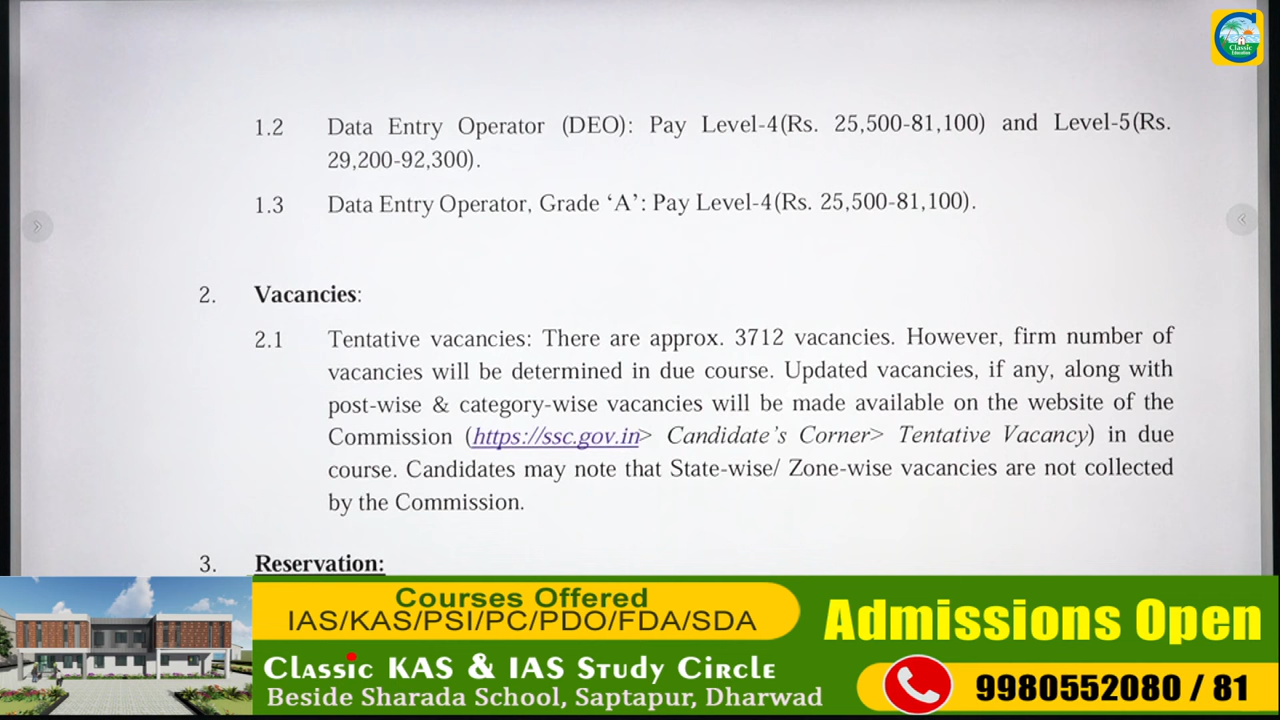 Classic
Education
1.2 Data Entry Operator (DEO): Pay Level-4(Rs. 25,500-81,100) and Level-5(Rs.
29,200-92,300).
1.3 Data Entry Operator, Grade ‘A’: Pay Level-4(Rs. 25,500-81,100).
2. Vacancies:
2.1 Tentative vacancies: There are approx. 3712 vacancies. However, firm number of
vacancies will be determined in due course. Updated vacancies, if any, along with
post-wise & category-wise vacancies will be made available on the website of the
Commission (https://ssc.gov.in> Candidate’s Corner> Tentative Vacancy) in due
course. Candidates may note that State-wise/ Zone-wise vacancies are not collected
by the Commission.
3. Reservation:
Courses Offered
IAS/KAS/PSI/PC/PDO/FDA/SDA
Classic KAS & IAS Study Circle
Beside Sharada School, Saptapur, Dharwad
Admissions Open
9980552080 / 81